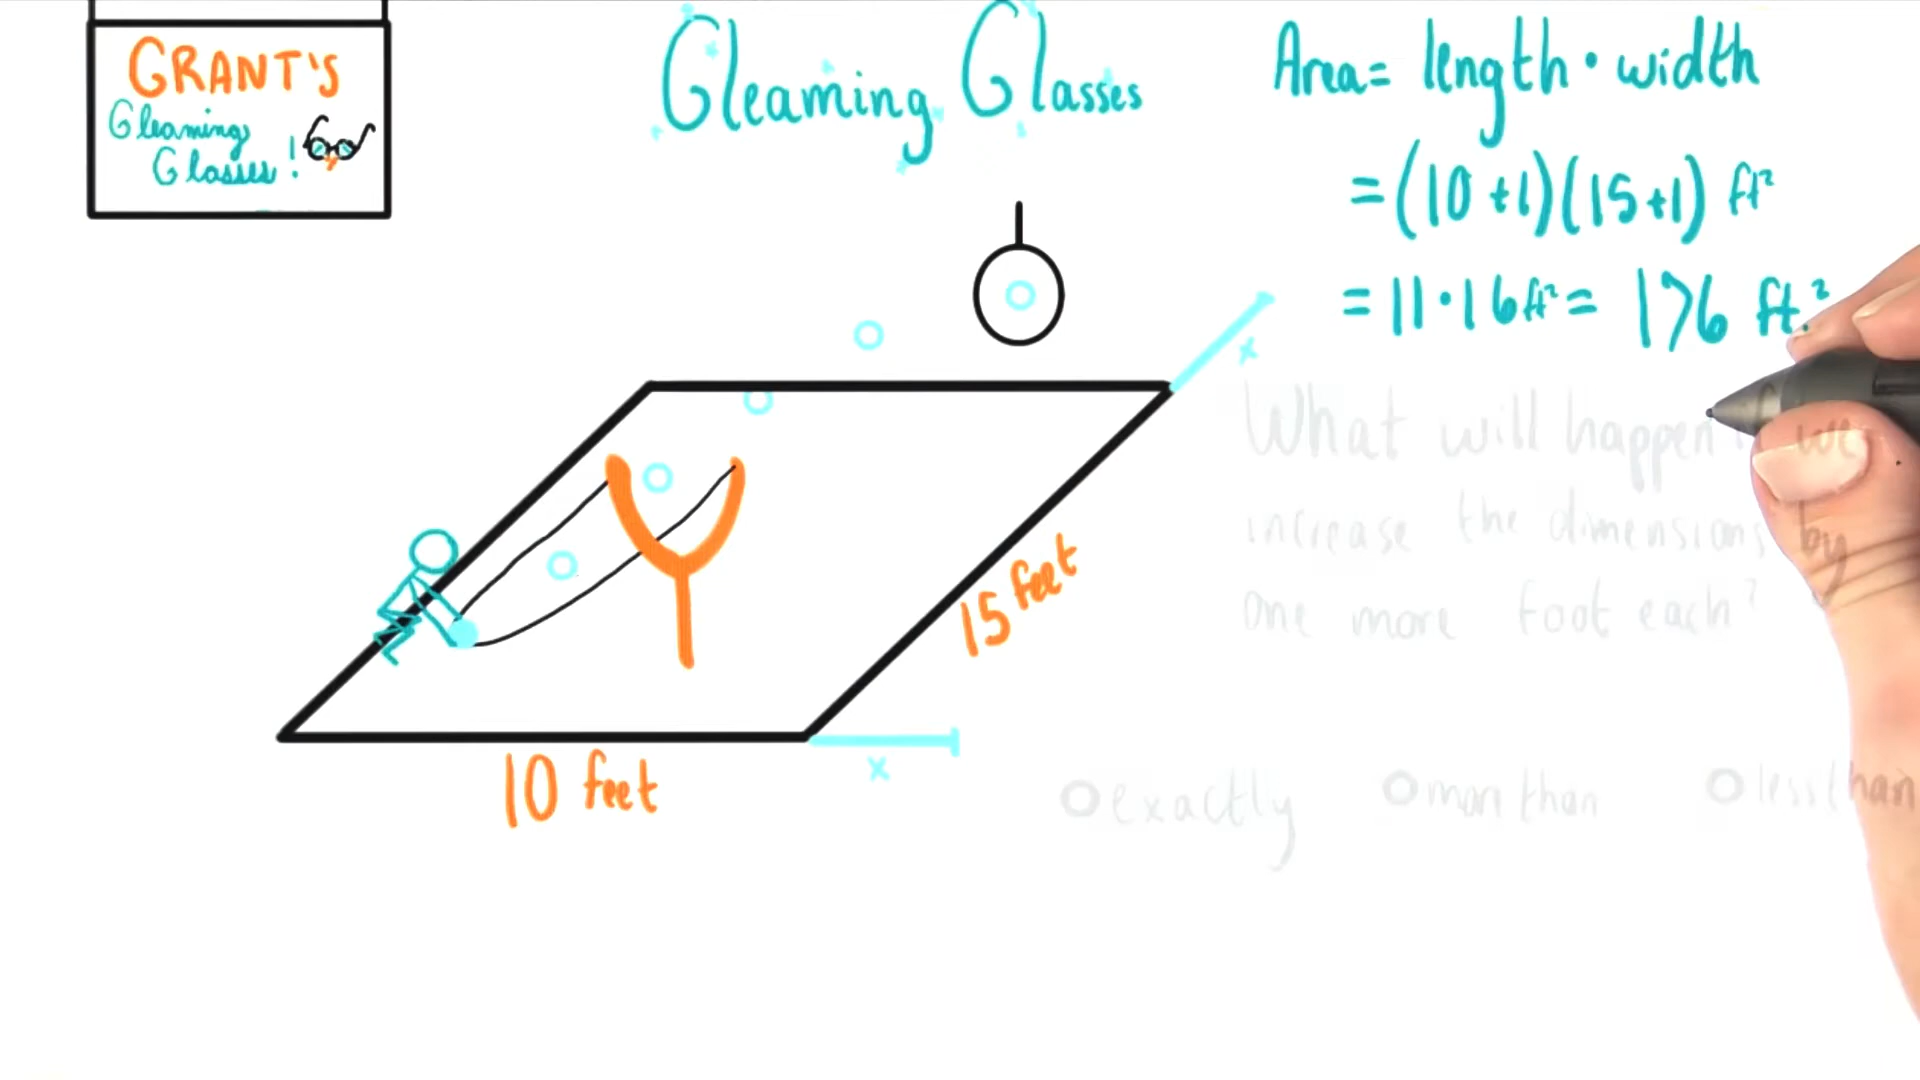 GRANT'S
Gleaming
Glasses!
Gleaming Glasses
Area = length · width
= (10 +1)(15+1) ft²
= 11·16 ft² = 176 ft.²
x
What will happen we
increase the dimensions by
one more foot each?
15 feet
x
10 feet
exactly
more than
less than